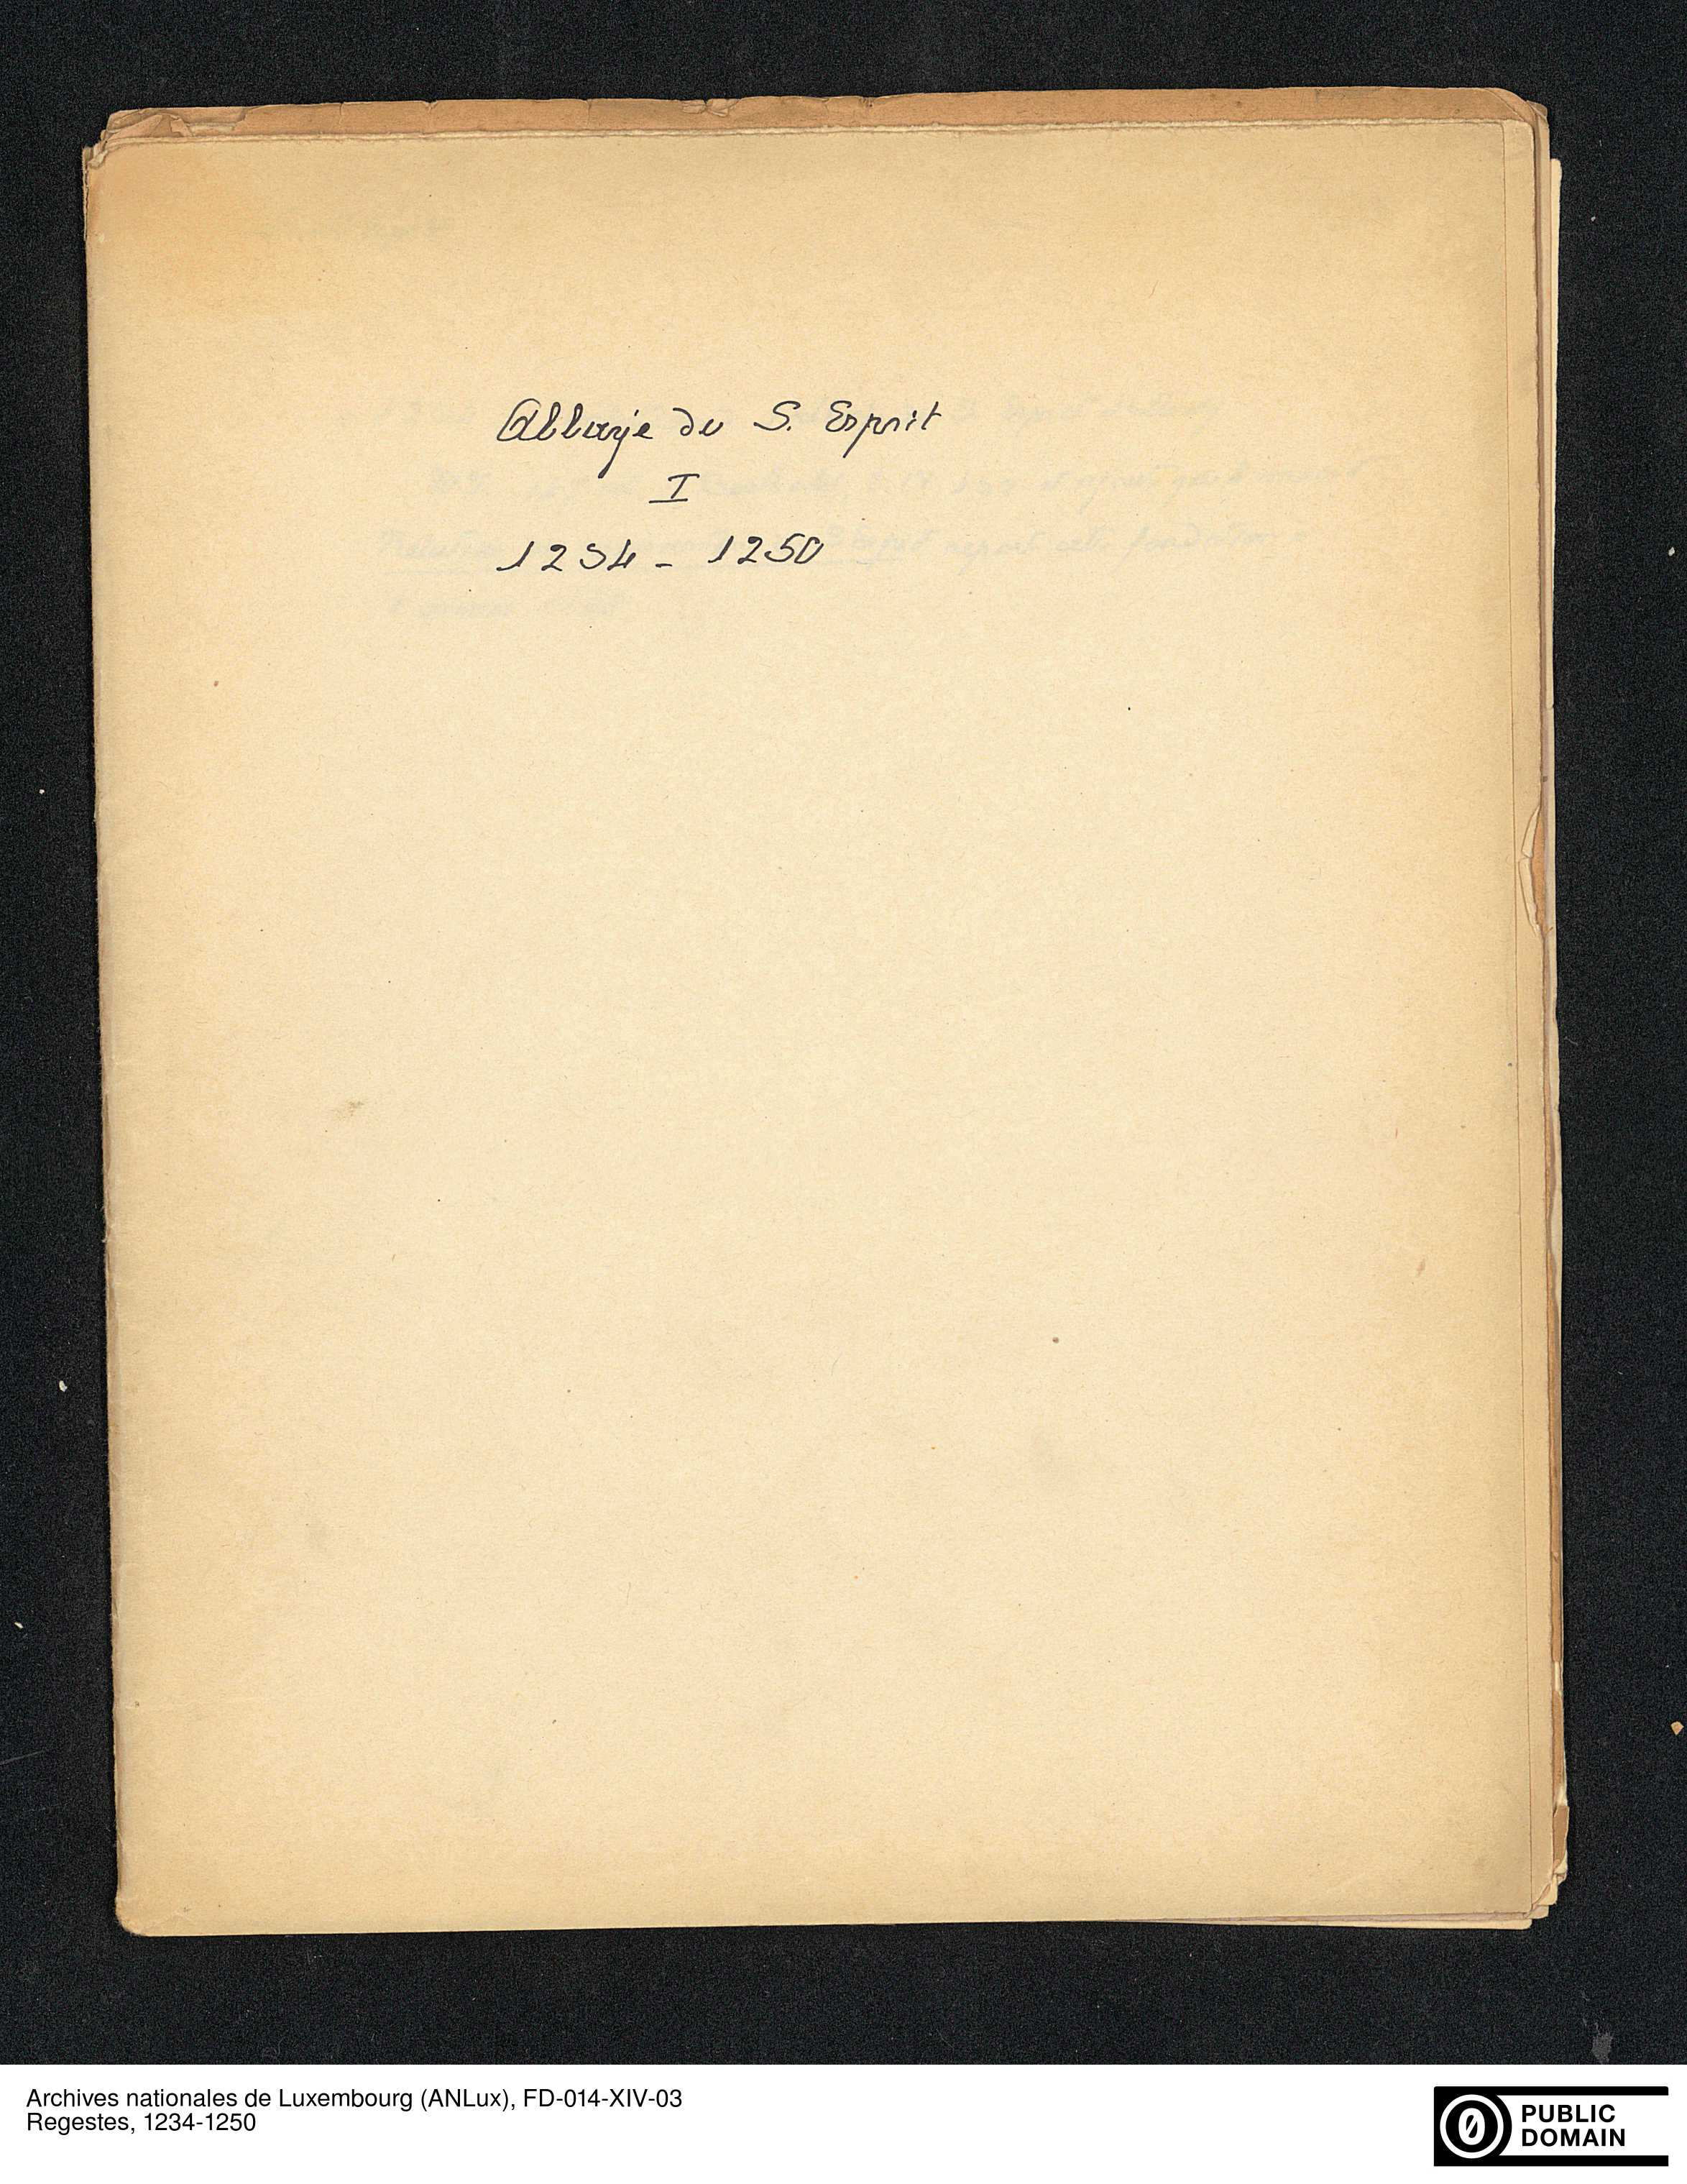 Abbaye du S. Esprit
I
1234 - 1250
Archives nationales de Luxembourg (ANLux), FD-014-XIV-03
Regestes, 1234-1250
PUBLIC
DOMAIN